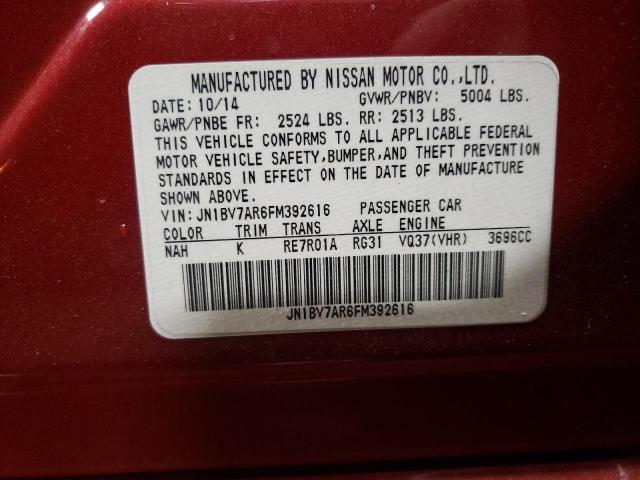 MANUFACTURED BY NISSAN MOTOR CO.,LTD.
DATE: 10/14 GVWR/PNBV: 5004 LBS.
GAWR/PNBE FR: 2524 LBS. RR: 2513 LBS.
THIS VEHICLE CONFORMS TO ALL APPLICABLE FEDERAL
MOTOR VEHICLE SAFETY,BUMPER,AND THEFT PREVENTION
STANDARDS IN EFFECT ON THE DATE OF MANUFACTURE
SHOWN ABOVE.
VIN: JN1BV7AR6FM392616 PASSENGER CAR
COLOR TRIM TRANS AXLE ENGINE
NAH K RE7R01A RG31 VQ37(VHR) 3696CC
JN1BV7AR6FM392616